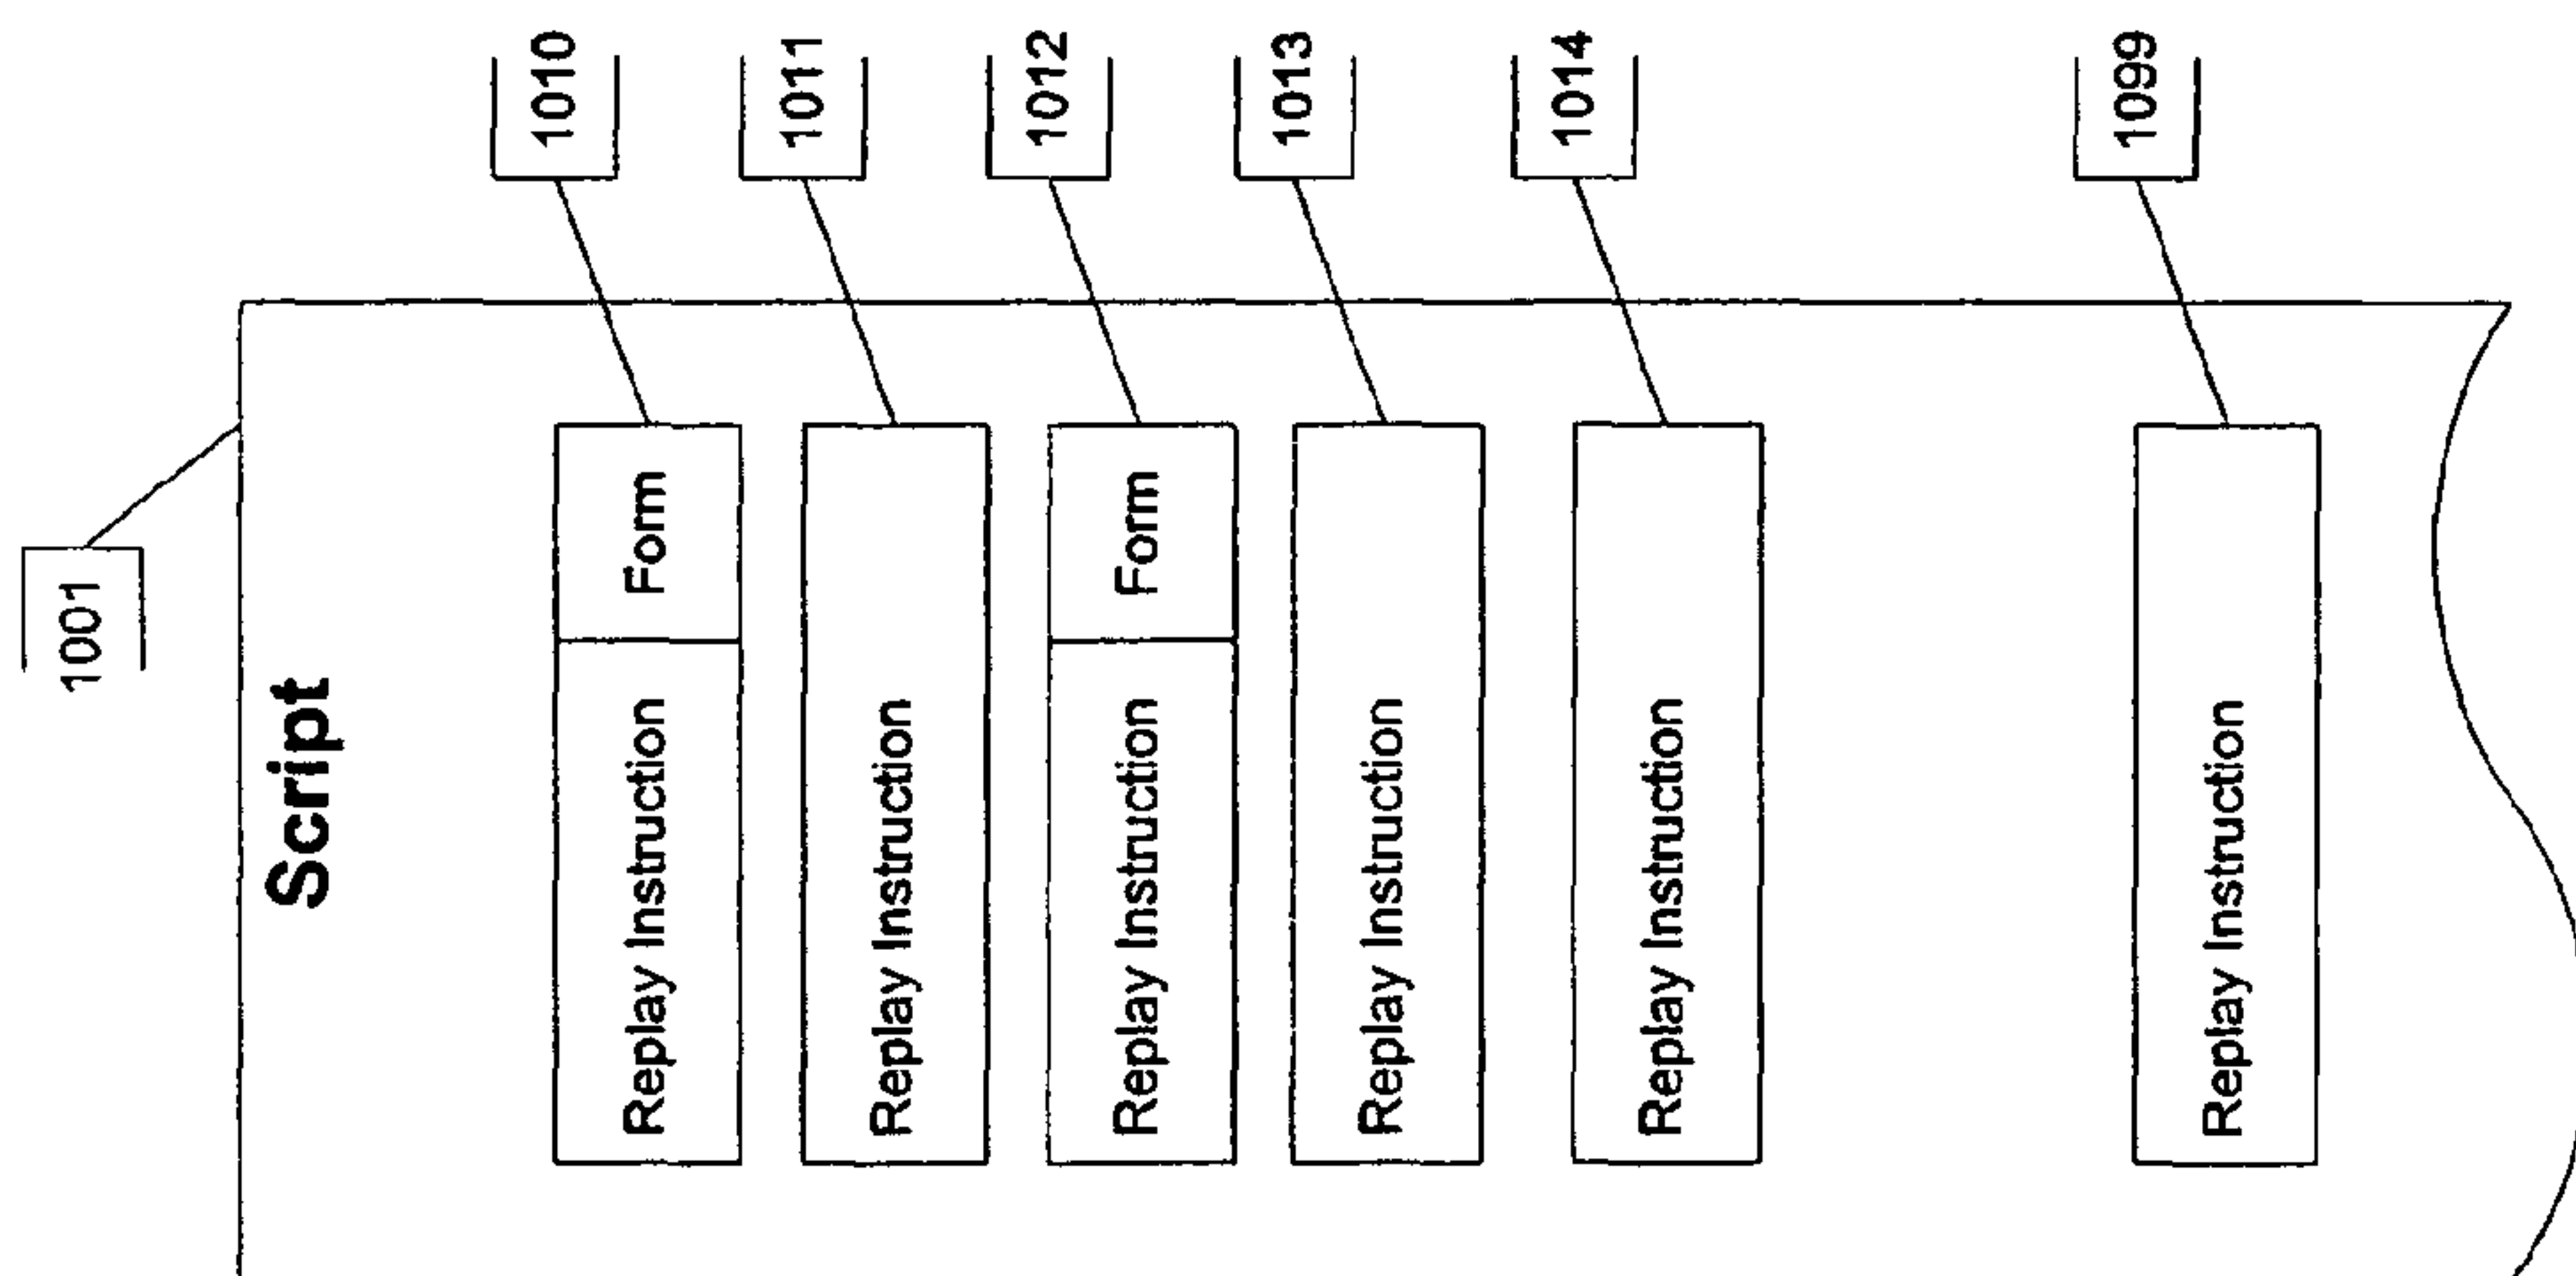 1001
Script
Replay Instruction Form 1010
Replay Instruction 1011
Replay Instruction Form 1012
Replay Instruction 1013
Replay Instruction 1014
Replay Instruction 1099